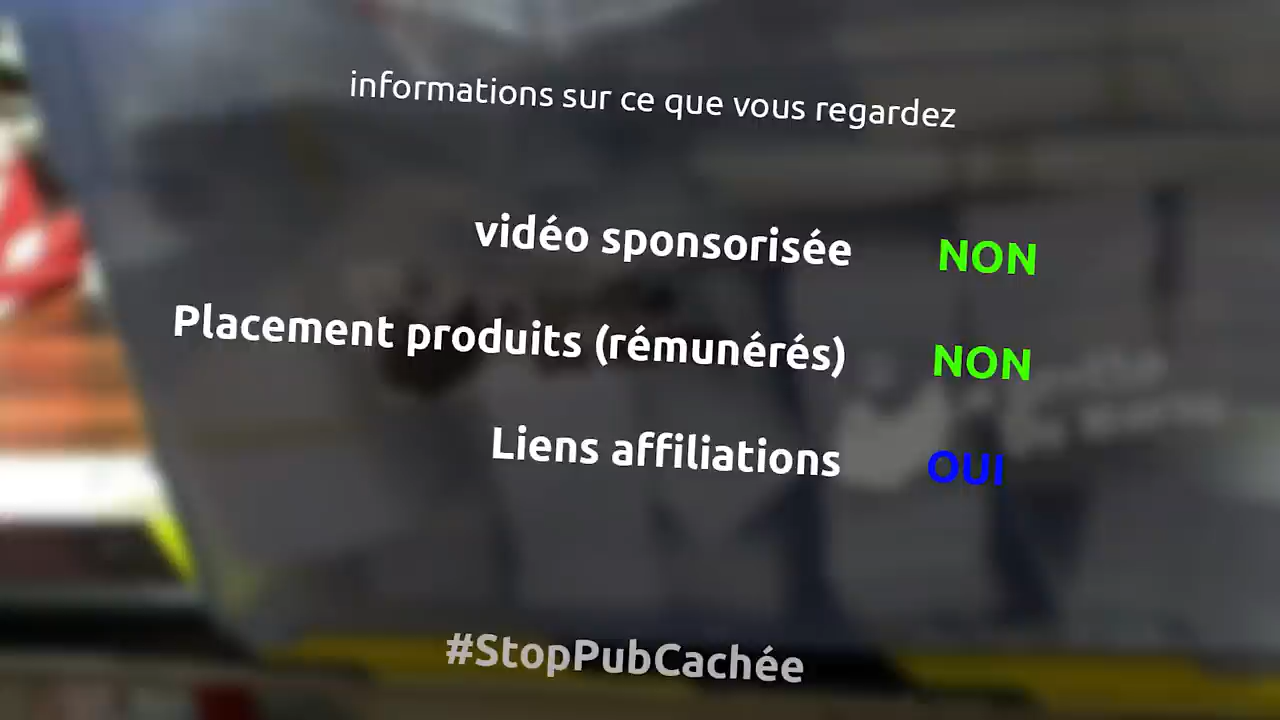 informations sur ce que vous regardez
vidéo sponsorisée NON
Placement produits (rémunérés) NON
Liens affiliations OUI
#StopPubCachée